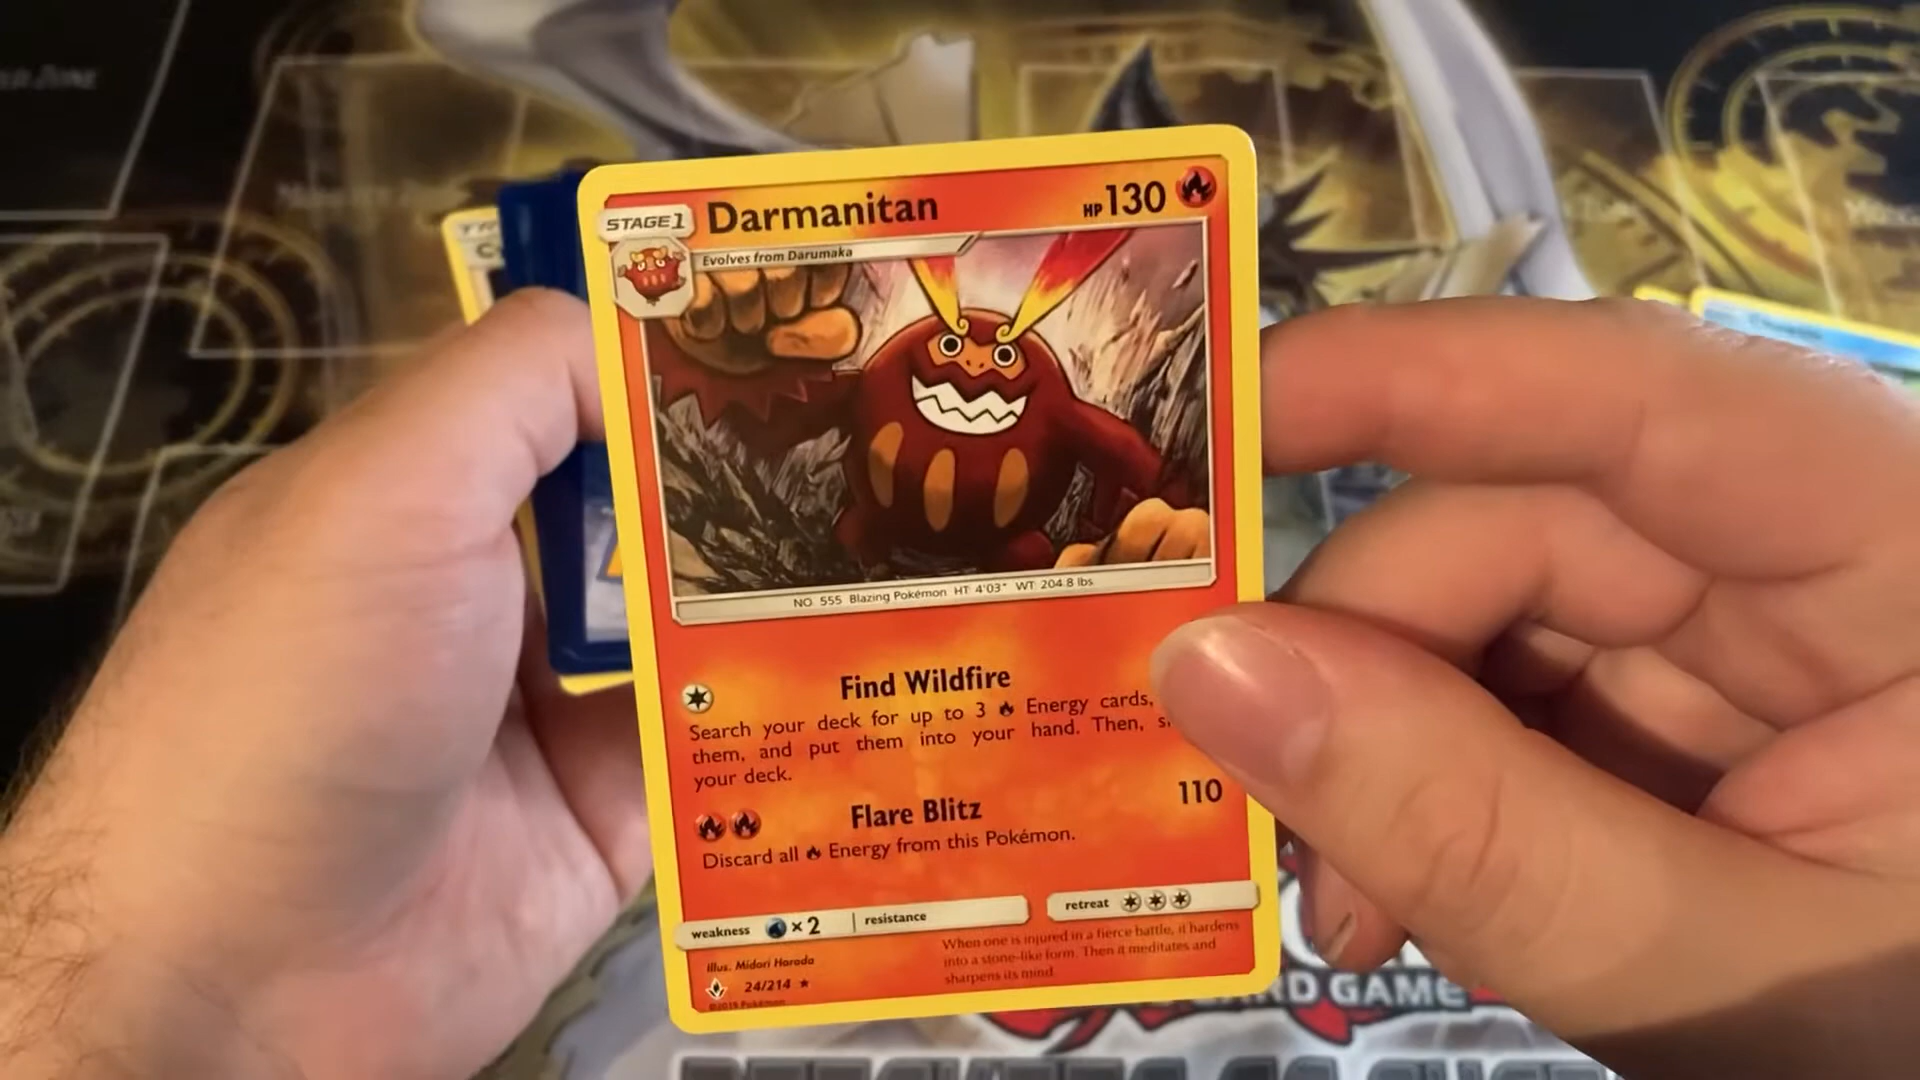 STAGE1
Darmanitan
HP 130
Evolves from Darumaka
NO. 555 Blazing Pokémon HT: 4'03" WT: 204.8 lbs
Find Wildfire
Search your deck for up to 3 Energy cards,
them, and put them into your hand. Then,
your deck.
Flare Blitz 110
Discard all Energy from this Pokémon.
weakness ×2 resistance
retreat
When one is injured in a fierce battle, it hardens
into a stone-like form. Then it meditates and
sharpens its mind.
Illus. Midori Harada
24/214
©2019 Pokémon
CARD GAME